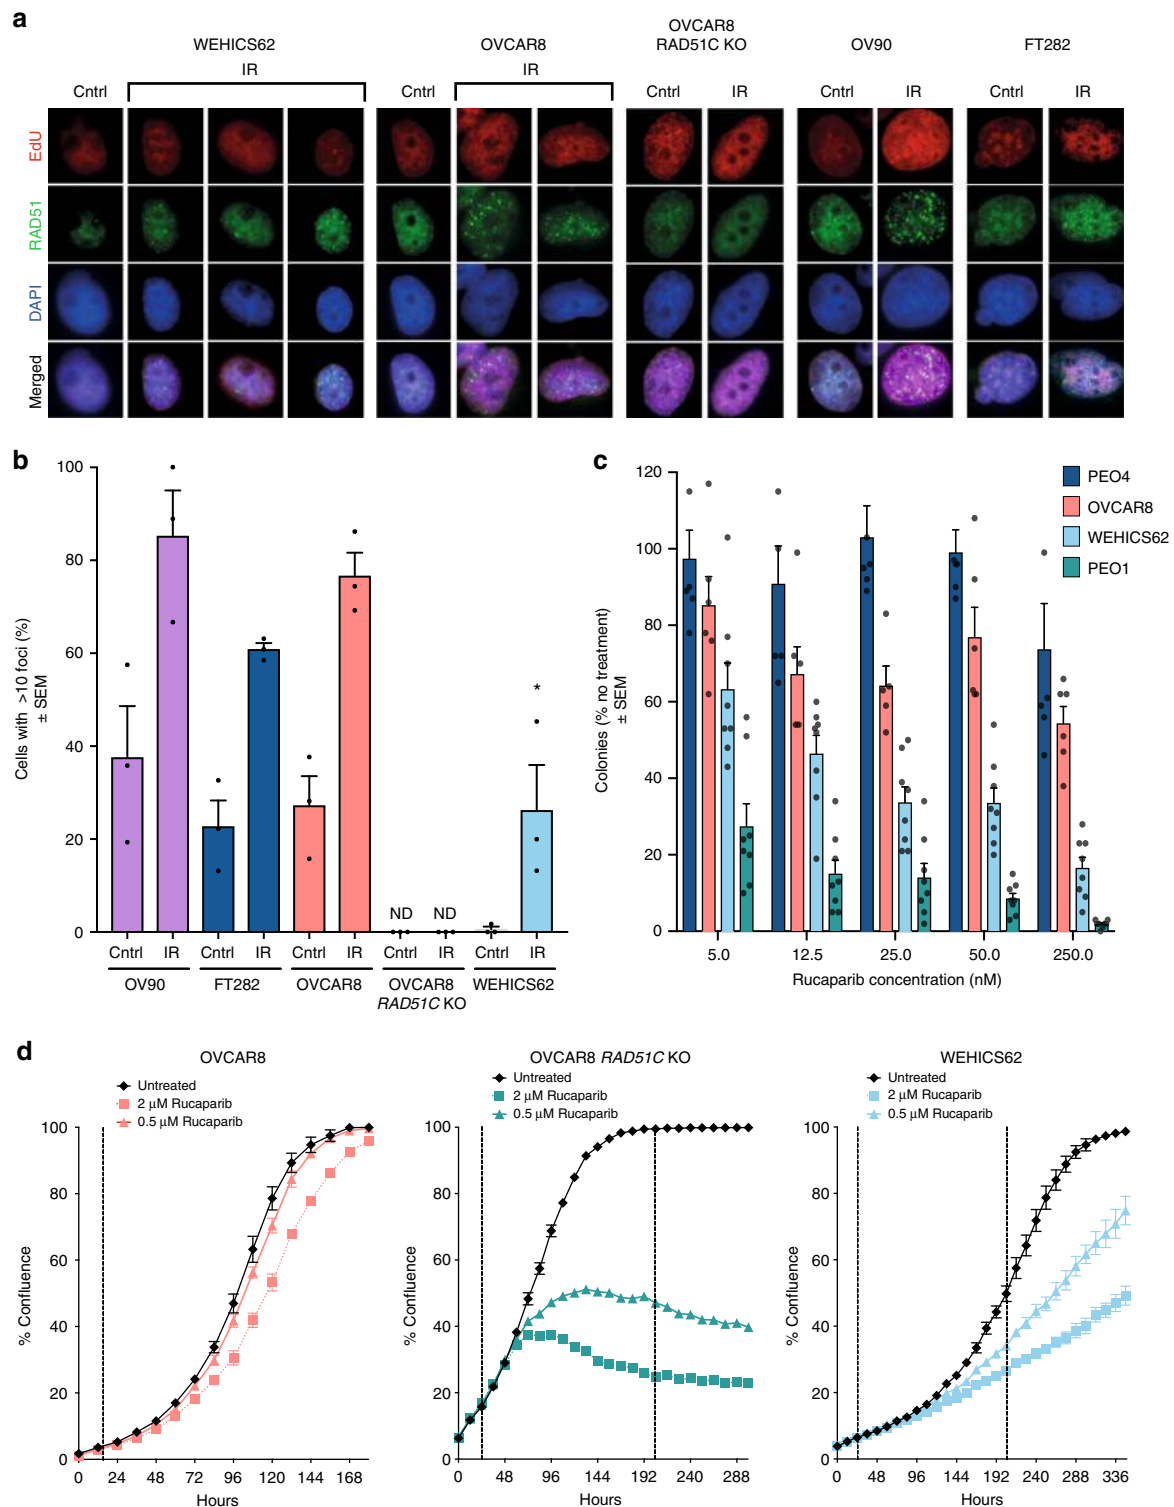 a
WEHICS62
OVCAR8
OVCAR8
RAD51C KO
OV90
FT282
IR
IR
Cntrl
Cntrl
Cntrl
IR
Cntrl
IR
Cntrl
IR
EdU
RAD51
DAPI
Merged
b
Cells with >10 foci (%)
± SEM
100
80
60
40
20
0
ND
ND
*
Cntrl
IR
Cntrl
IR
Cntrl
IR
Cntrl
IR
Cntrl
IR
OV90
FT282
OVCAR8
OVCAR8
RAD51C KO
WEHICS62
c
Colonies (% no treatment)
± SEM
120
100
80
60
40
20
0
PEO4
OVCAR8
WEHICS62
PEO1
5.0
12.5
25.0
50.0
250.0
Rucaparib concentration (nM)
d
OVCAR8
Untreated
2 μM Rucaparib
0.5 μM Rucaparib
% Confluence
100
80
60
40
20
0
0
24
48
72
96
120
144
168
Hours
OVCAR8 RAD51C KO
Untreated
2 μM Rucaparib
0.5 μM Rucaparib
% Confluence
100
80
60
40
20
0
0
48
96
144
192
240
288
Hours
WEHICS62
Untreated
2 μM Rucaparib
0.5 μM Rucaparib
% Confluence
100
80
60
40
20
0
0
48
96
144
192
240
288
336
Hours